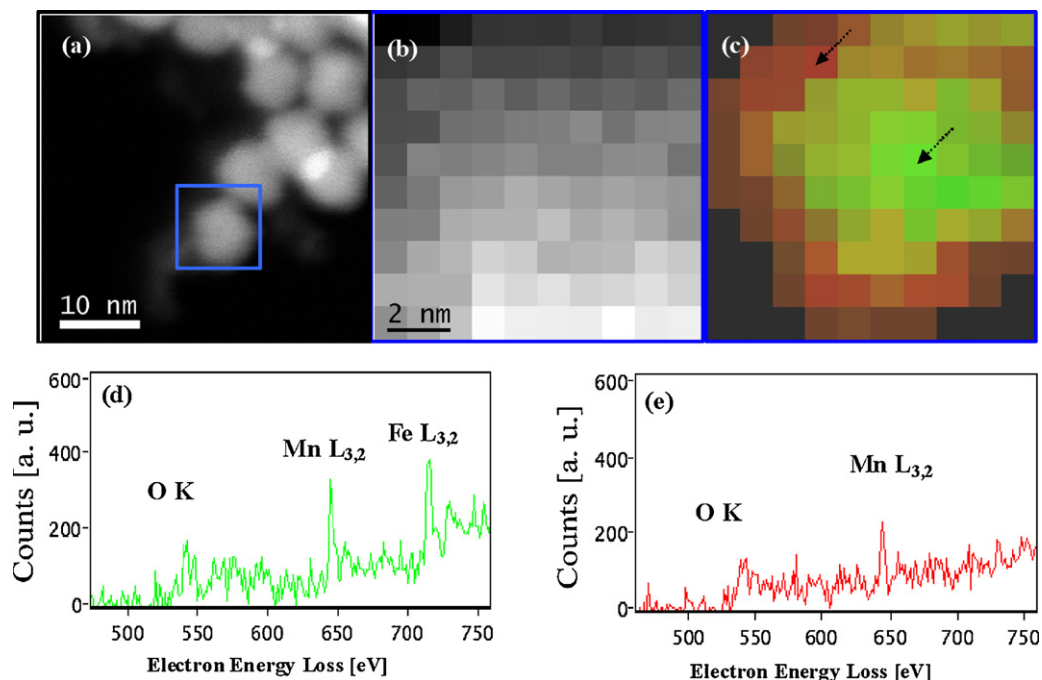 (a)
10 nm
(b)
2 nm
(c)
(d)
600
400
200
0
Counts [a. u.]
O K
Mn L3,2
Fe L3,2
500 550 600 650 700 750
Electron Energy Loss [eV]
(e)
600
400
200
0
Counts [a. u.]
O K
Mn L3,2
500 550 600 650 700 750
Electron Energy Loss [eV]